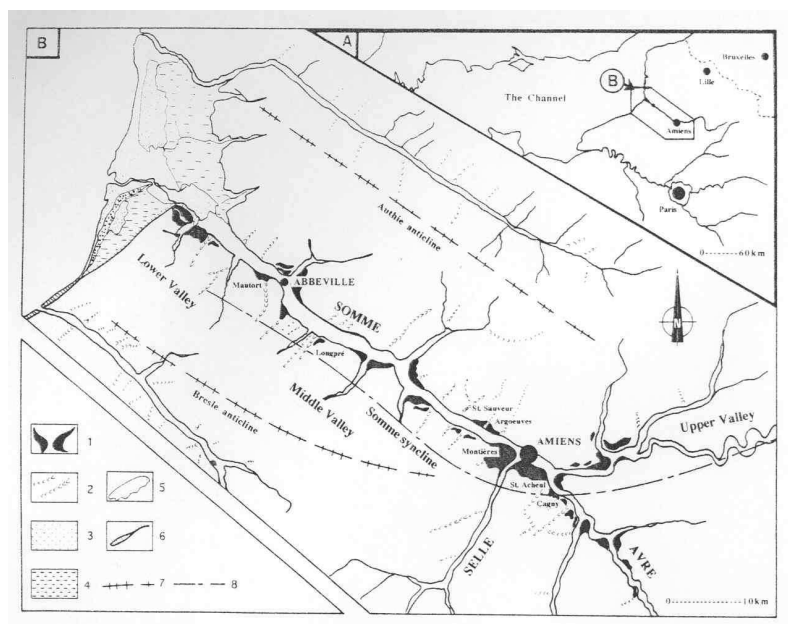 B
A
Bruxelles
Lille
B
The Channel
Amiens
Paris
0 60 km
Authie anticline
Lower Valley
Mautort
ABBEVILLE
SOMME
Longpré
Bresle anticline
Middle Valley
Somme syncline
St. Sauveur
Argoeuves
AMIENS
Upper Valley
Montières
St. Acheul
Cagny
SELLE
AVRE
N
1
2
5
3
6
4
7
8
0 10 km